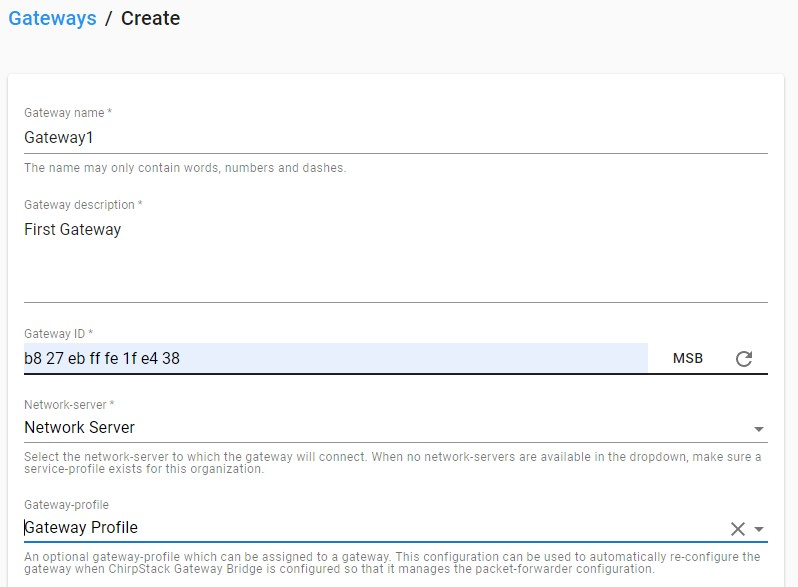 Gateways / Create
Gateway name *
Gateway1
The name may only contain words, numbers and dashes.
Gateway description *
First Gateway
Gateway ID *
b8 27 eb ff fe 1f e4 38 MSB
Network-server *
Network Server
Select the network-server to which the gateway will connect. When no network-servers are available in the dropdown, make sure a
service-profile exists for this organization.
Gateway-profile
Gateway Profile
An optional gateway-profile which can be assigned to a gateway. This configuration can be used to automatically re-configure the
gateway when ChirpStack Gateway Bridge is configured so that it manages the packet-forwarder configuration.